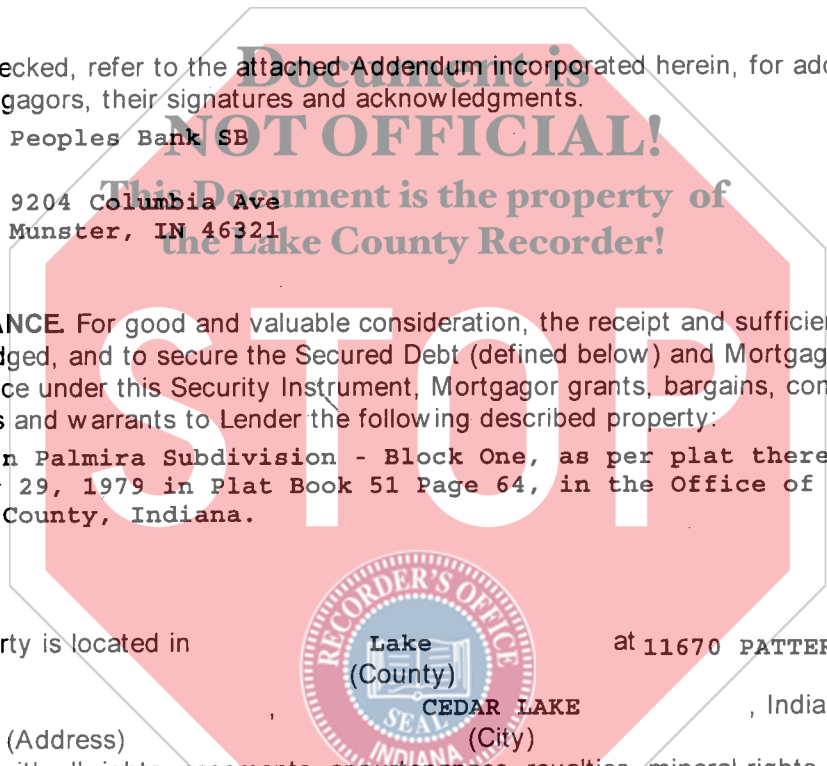 ecked, refer to the attached Addendum incorporated herein, for add
gagors, their signatures and acknowledgments.
Document is
NOT OFFICIAL!
This Document is the property of
the Lake County Recorder!
Peoples Bank SB
9204 Columbia Ave
Munster, IN 46321
ANCE. For good and valuable consideration, the receipt and sufficien
dged, and to secure the Secured Debt (defined below) and Mortgag
ce under this Security Instrument, Mortgagor grants, bargains, con
s and warrants to Lender the following described property:
STOP
n Palmira Subdivision - Block One, as per plat there
29, 1979 in Plat Book 51 Page 64, in the Office of
County, Indiana.
RECORDER'S OFFICE
SEAL
INDIANA
rty is located in Lake at 11670 PATTER
(County)
, CEDAR LAKE , India
(Address) (City)